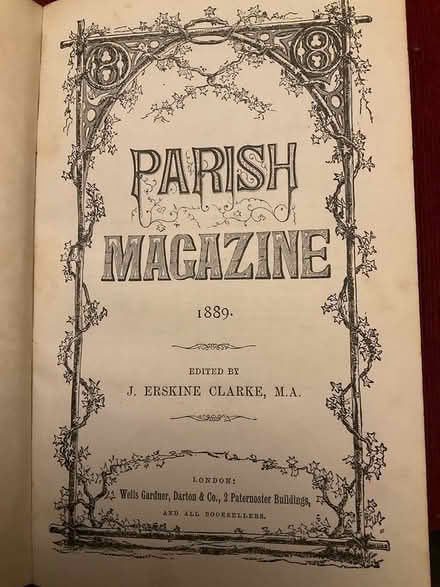 PARISH
MAGAZINE
1889.
EDITED BY
J. ERSKINE CLARKE, M.A.
LONDON:
Wells Gardner, Darton & Co., 2 Paternoster Buildings,
AND ALL BOOKSELLERS.